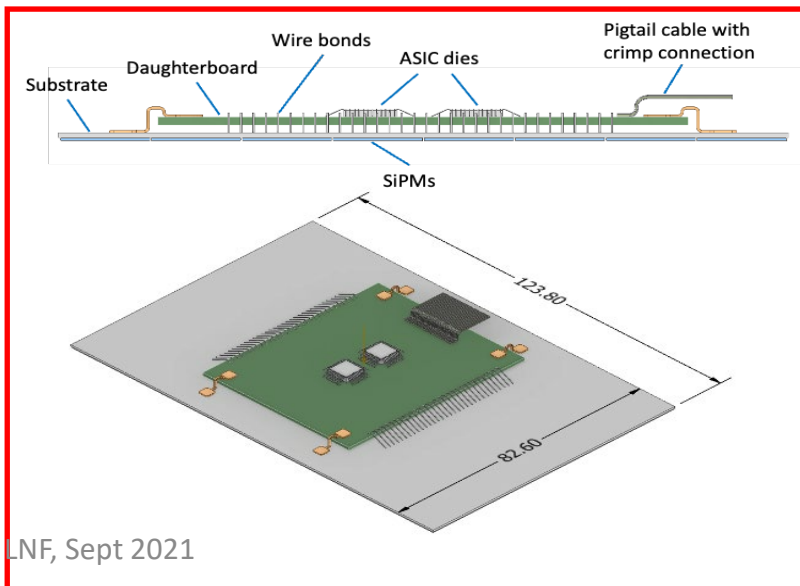 Pigtail cable with
crimp connection
Wire bonds
ASIC dies
Daughterboard
Substrate
SiPMs
123.80
82.60
LNF, Sept 2021